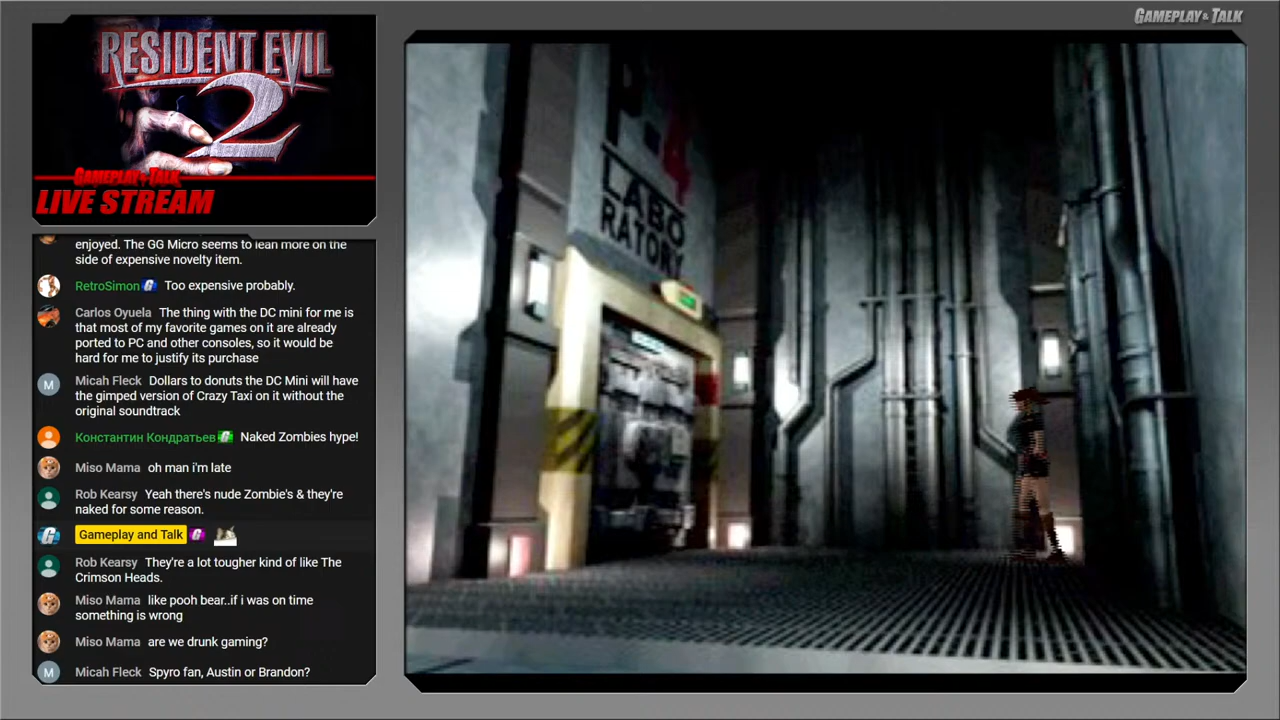 GAMEPLAY & TALK
RESIDENT EVIL
2
GAMEPLAY & TALK
LIVE STREAM
enjoyed. The GG Micro seems to lean more on the
side of expensive novelty item.
RetroSimon Too expensive probably.
Carlos Oyuela The thing with the DC mini for me is
that most of my favorite games on it are already
ported to PC and other consoles, so it would be
hard for me to justify its purchase
Micah Fleck Dollars to donuts the DC Mini will have
the gimped version of Crazy Taxi on it without the
original soundtrack
Константин Кондратьев Naked Zombies hype!
Miso Mama oh man i'm late
Rob Kearsy Yeah there's nude Zombie's & they're
naked for some reason.
Gameplay and Talk
Rob Kearsy They're a lot tougher kind of like The
Crimson Heads.
Miso Mama like pooh bear..if i was on time
something is wrong
Miso Mama are we drunk gaming?
M
Micah Fleck Spyro fan, Austin or Brandon?
M
LABO
RATORY